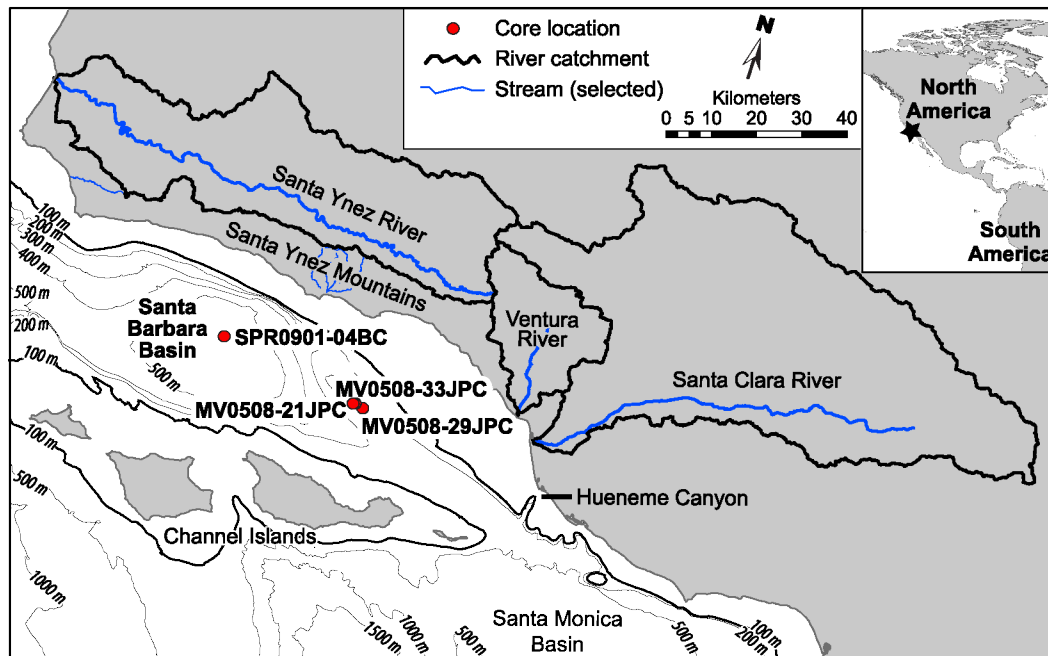 Core location
River catchment
Stream (selected)
N
Kilometers
0 5 10 20 30 40
North
America
South
America
Santa Ynez River
Santa Ynez Mountains
100 m
200 m
300 m
400 m
500 m
200 m
100 m
Santa
Barbara
Basin
500 m
SPR0901-04BC
MV0508-33JPC
MV0508-21JPC
MV0508-29JPC
Ventura
River
Santa Clara River
Hueneme Canyon
100 m
500 m
Channel Islands
1000 m
1500 m
1000 m
500 m
Santa Monica
Basin
500 m
100 m
200 m